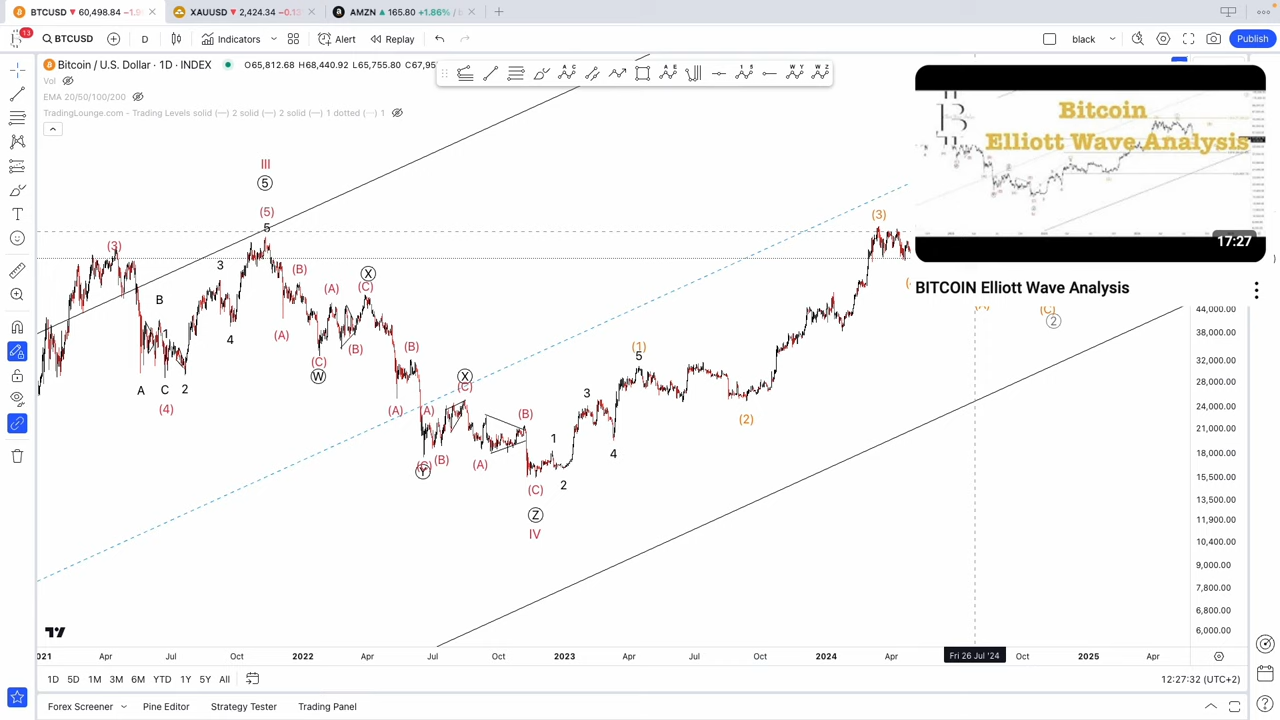 BTCUSD 60,498.84 −1.9
XAUUSD 2,424.34 −0.1
AMZN 165.80 +1.86%
13
BTCUSD
D
Indicators
Alert
Replay
black
Publish
Bitcoin / U.S. Dollar · 1D · INDEX
O65,812.68 H68,440.92 L65,755.80 C67,95
Vol
EMA 20/50/100/200
TradingLounge.com - Trading Levels solid (—) 2 solid (—) 2 solid (—) 1 dotted (—) 1
Bitcoin
Elliott Wave Analysis
17:27
BITCOIN Elliott Wave Analysis
III
5
(5)
5
(3)
3
B
1
4
A
C
2
(4)
(B)
(A)
X
(C)
(A)
(B)
(C)
W
(B)
X
(C)
(A)
(A)
(B)
(C)
Y
(A)
(B)
(C)
Z
IV
1
2
3
4
(1)
5
(2)
(3)
(A)
(C)
2
44,000.00
38,000.00
32,000.00
28,000.00
24,000.00
21,000.00
18,000.00
15,500.00
13,500.00
11,900.00
10,400.00
9,000.00
7,800.00
6,800.00
6,000.00
021 Apr Jul Oct 2022 Apr Jul Oct 2023 Apr Jul Oct 2024 Apr Fri 26 Jul '24 Oct 2025 Apr
1D 5D 1M 3M 6M YTD 1Y 5Y All
12:27:32 (UTC+2)
Forex Screener Pine Editor Strategy Tester Trading Panel